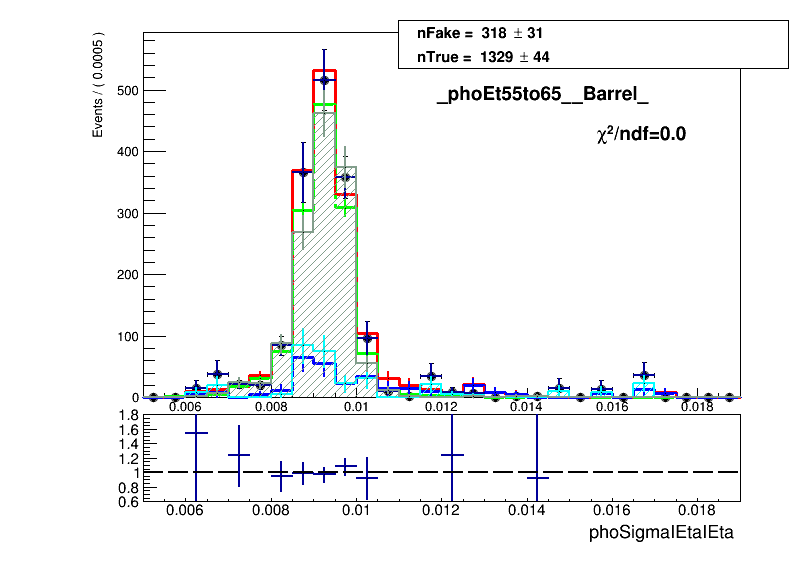 nFake = 318 ± 31
nTrue = 1329 ± 44
_phoEt55to65__Barrel_
χ²/ndf=0.0
Events / ( 0.0005 )
500
400
300
200
100
0
0.006 0.008 0.01 0.012 0.014 0.016 0.018
1.8
1.6
1.4
1.2
1
0.8
0.6
0.006 0.008 0.01 0.012 0.014 0.016 0.018
phoSigmaIEtaIEta